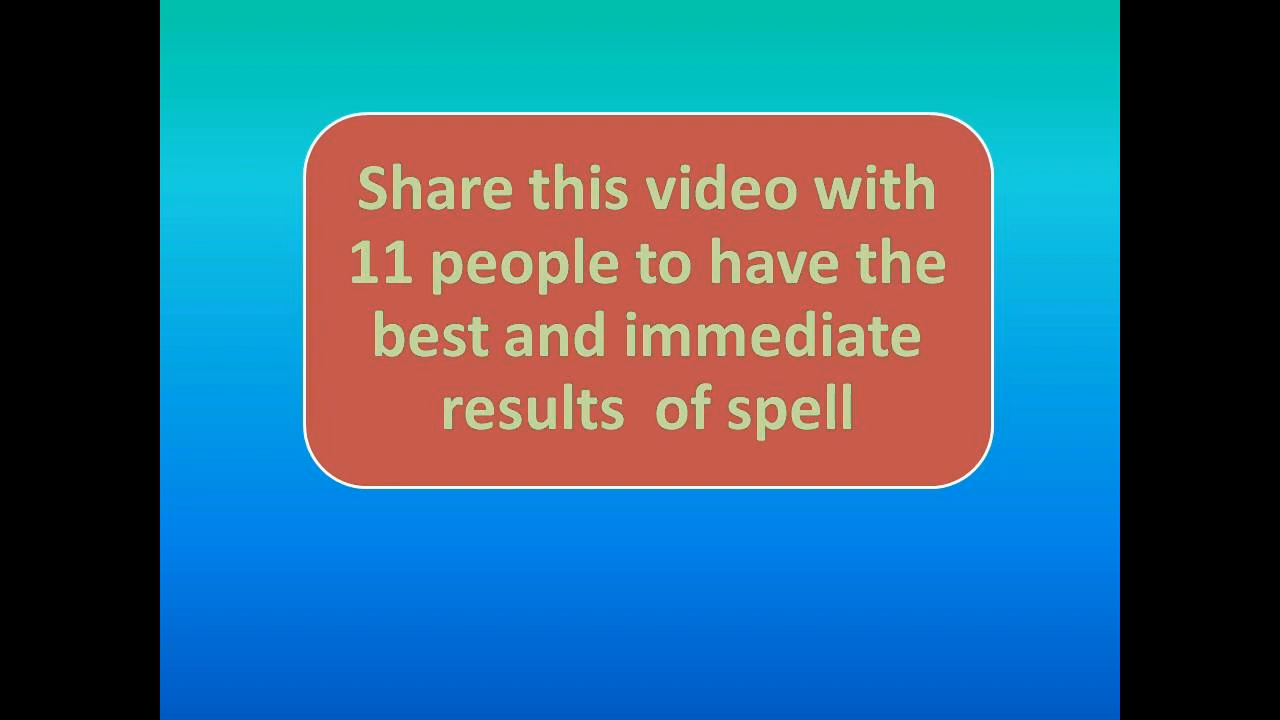 Share this video with
11 people to have the
best and immediate
results  of spell